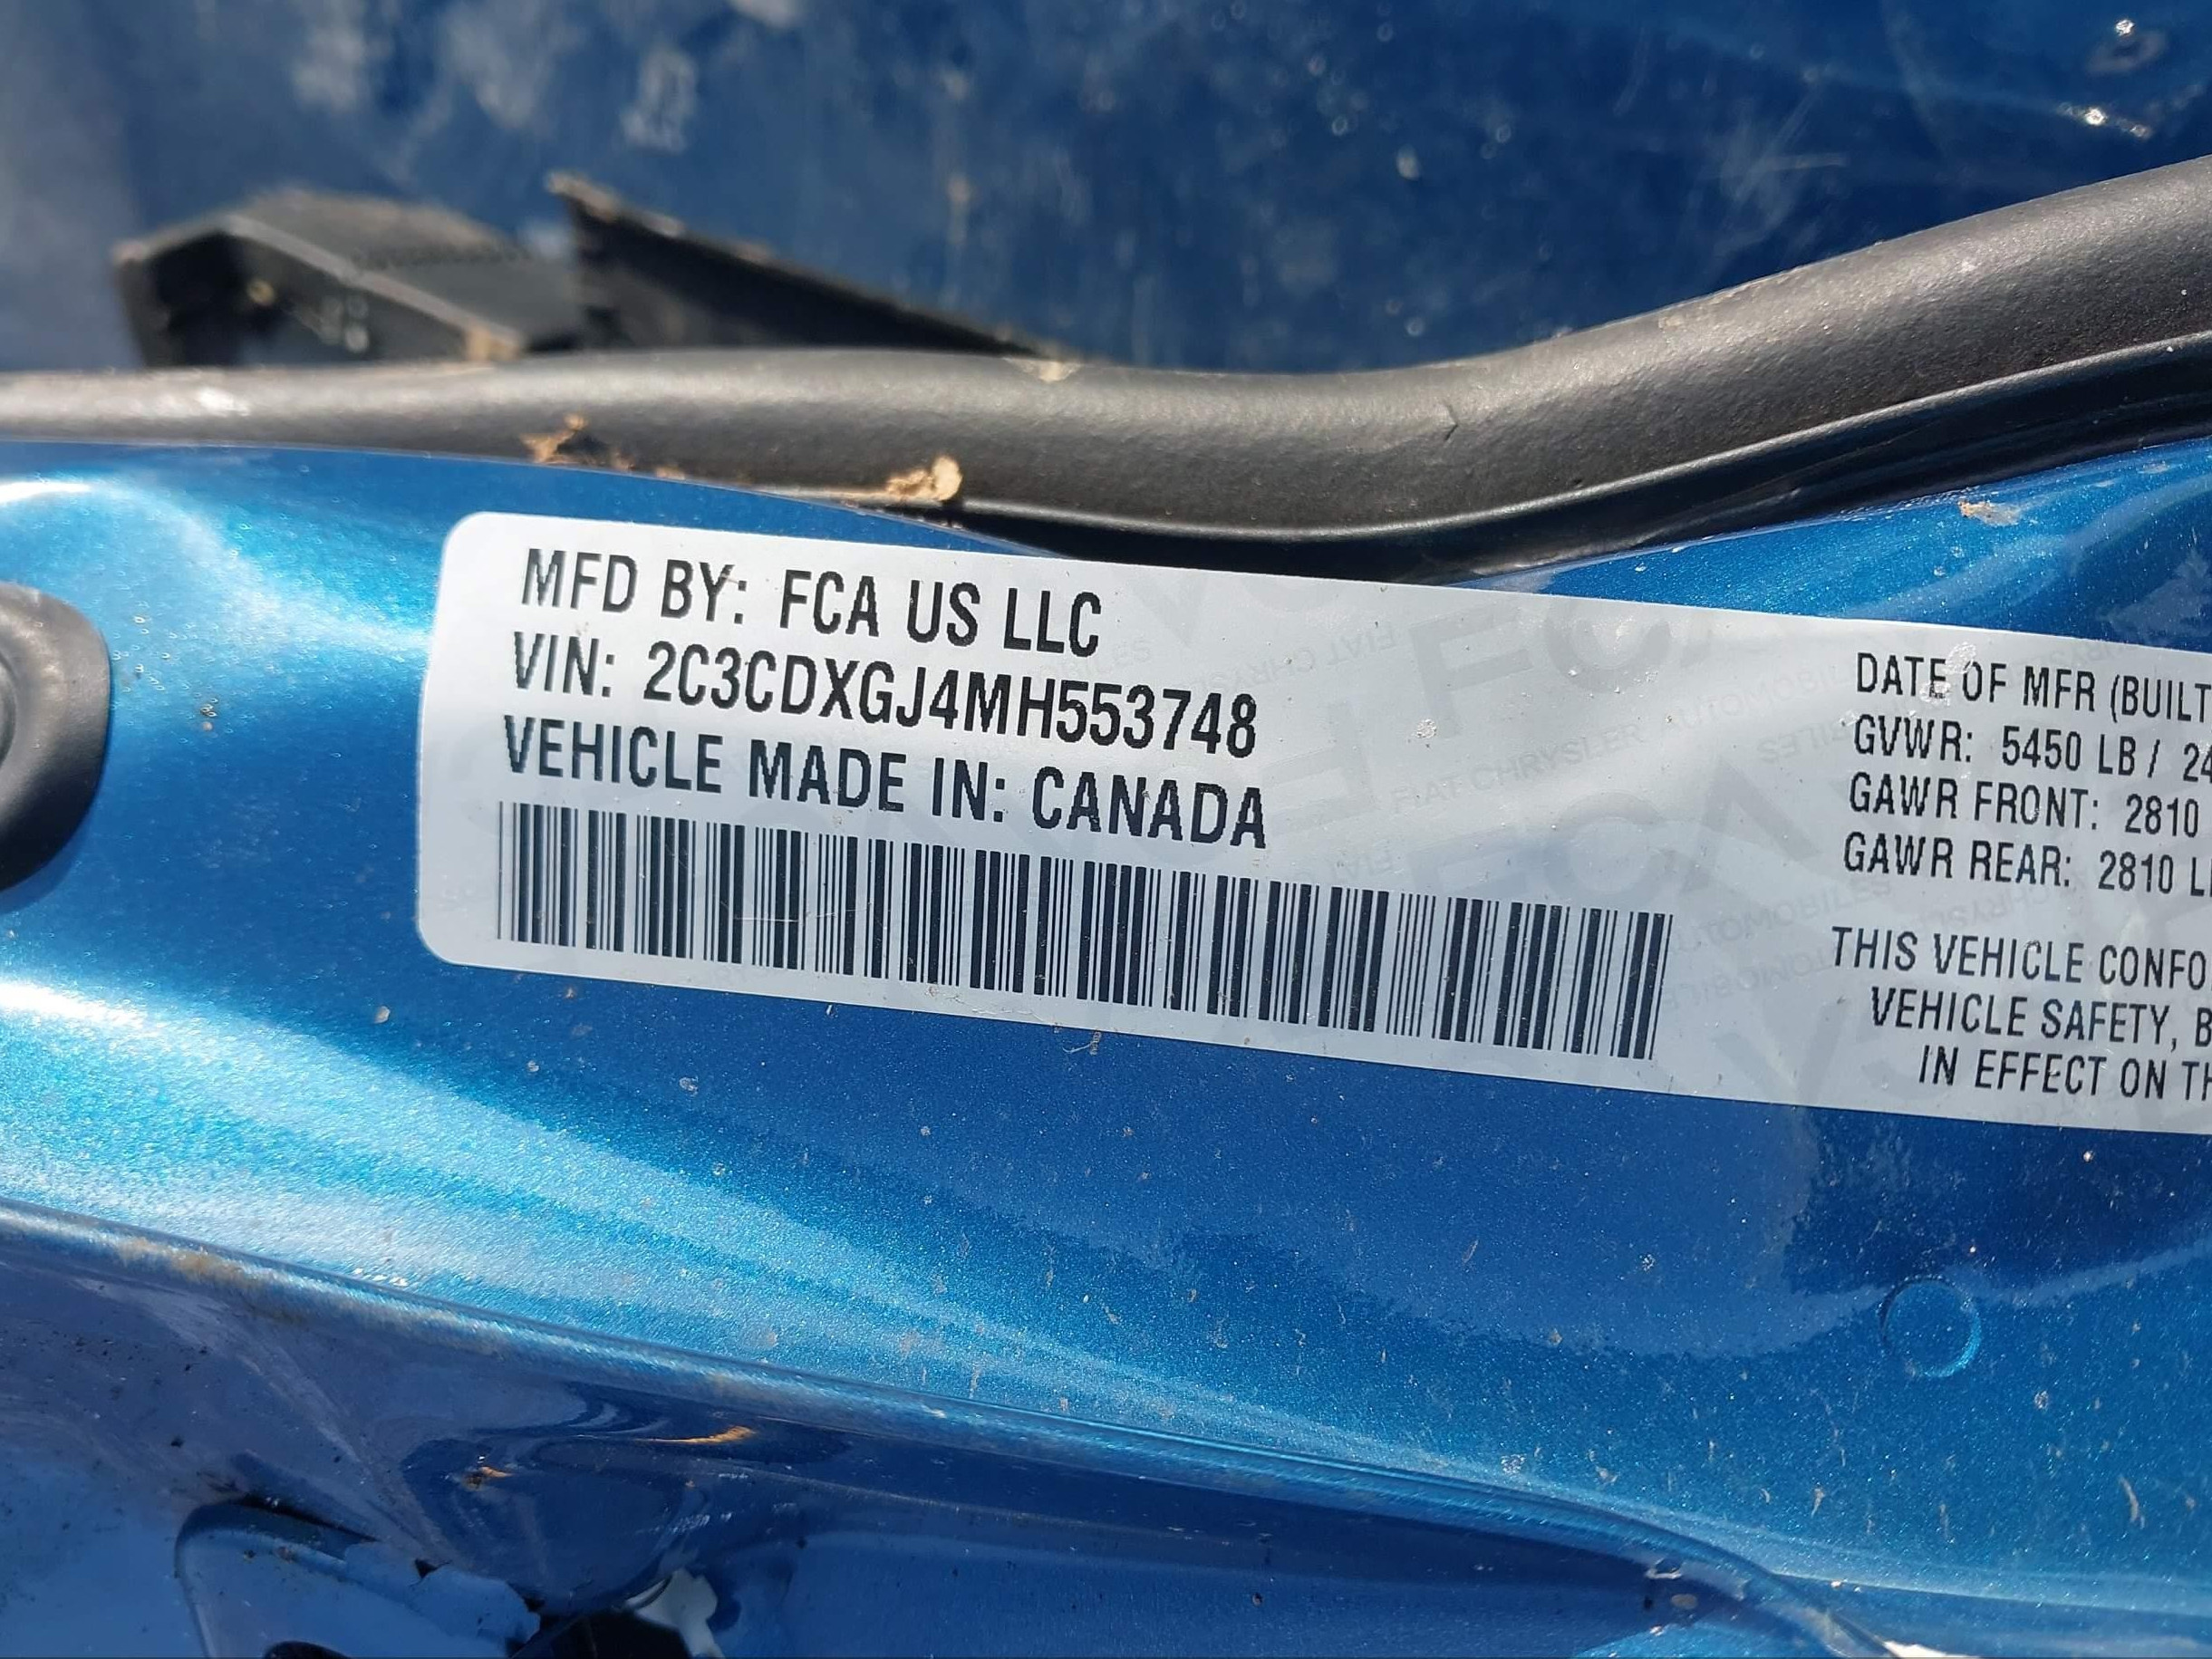 MFD BY: FCA US LLC
VIN: 2C3CDXGJ4MH553748
VEHICLE MADE IN: CANADA
DATE OF MFR (BUILT
GVWR: 5450 LB / 24
GAWR FRONT: 2810
GAWR REAR: 2810 L
THIS VEHICLE CONFO
VEHICLE SAFETY, B
IN EFFECT ON TH